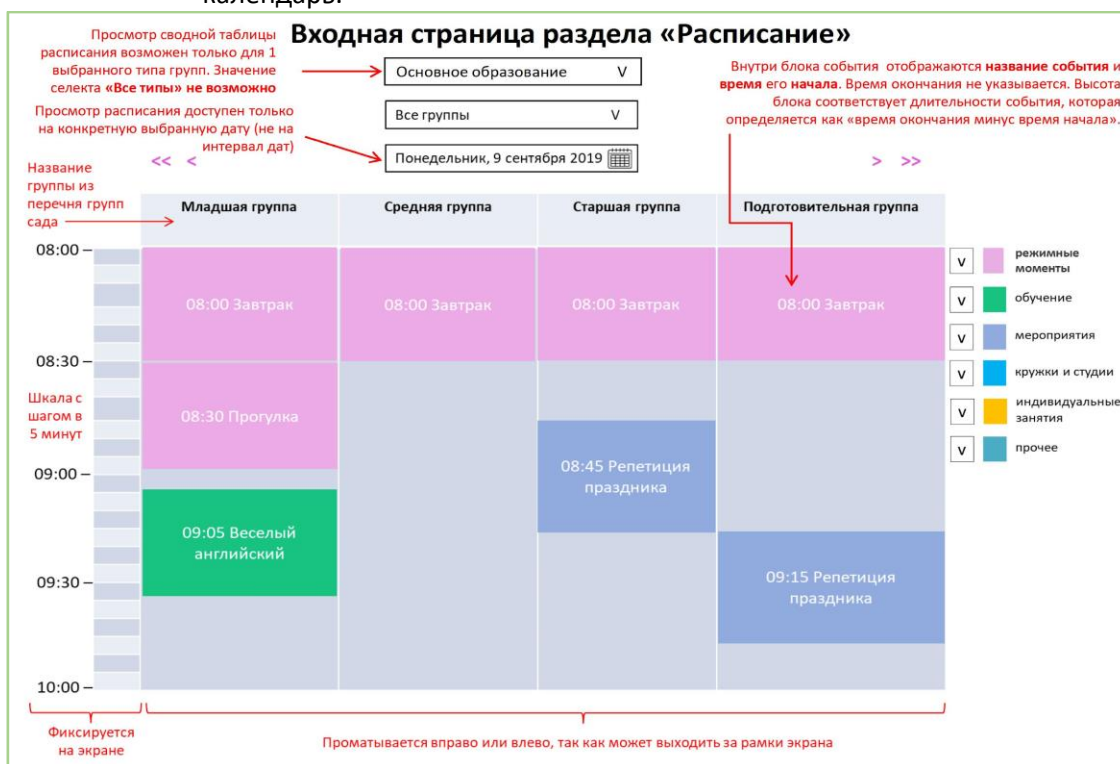 календарь.
Входная страница раздела «Расписание»
Просмотр сводной таблицы
расписания возможен только для 1
выбранного типа групп. Значение
селекта «Все типы» не возможно
Просмотр расписания доступен только
на конкретную выбранную дату (не на
интервал дат)
Основное образование V
Все группы V
Понедельник, 9 сентября 2019
Внутри блока события отображаются название события и
время его начала. Время окончания не указывается. Высота
блока соответствует длительности события, которая
определяется как «время окончания минус время начала».
<< <
> >>
Название
группы из
перечня групп
сада
Младшая группа Средняя группа Старшая группа Подготовительная группа
08:00
08:00 Завтрак 08:00 Завтрак 08:00 Завтрак 08:00 Завтрак
08:30
08:30 Прогулка
Шкала с
шагом в
5 минут
08:45 Репетиция
праздника
09:00
09:05 Веселый
английский
09:15 Репетиция
праздника
09:30
10:00
v режимные
моменты
v обучение
v мероприятия
v кружки и студии
v индивидуальные
занятия
v прочее
Фиксируется
на экране
Проматывается вправо или влево, так как может выходить за рамки экрана